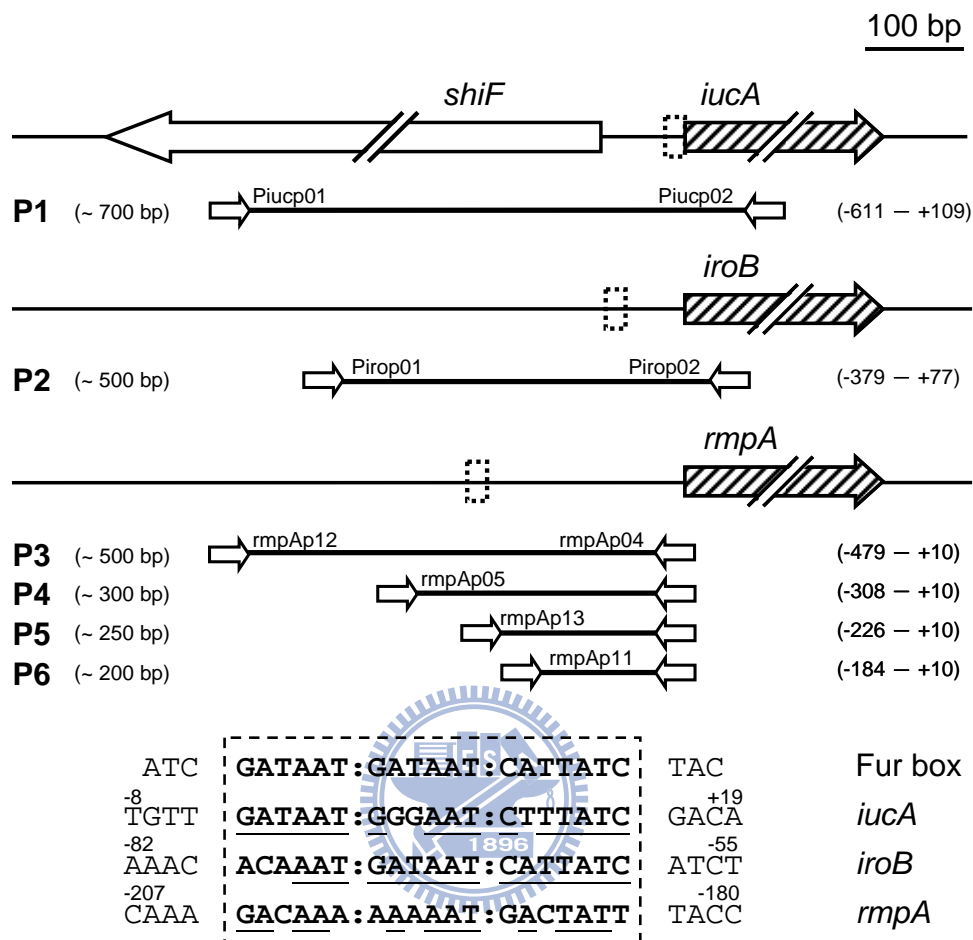 100 bp
shiF iucA
P1 (~ 700 bp) Piucp01 Piucp02 (-611 – +109)
iroB
P2 (~ 500 bp) Pirop01 Pirop02 (-379 – +77)
rmpA
P3 (~ 500 bp) rmpAp12 rmpAp04 (-479 – +10)
P4 (~ 300 bp) rmpAp05 (-308 – +10)
P5 (~ 250 bp) rmpAp13 (-226 – +10)
P6 (~ 200 bp) rmpAp11 (-184 – +10)
ATC GATAAT:GATAAT:CATTATC TAC Fur box
-8 +19
TGTT GATAAT:GGGAAT:CTTTATC GACA iucA
1896
-82 -55
AAAC ACAAAT:GATAAT:CATTATC ATCT iroB
-207 -180
CAAA GACAAA:AAAAAT:GACTATT TACC rmpA